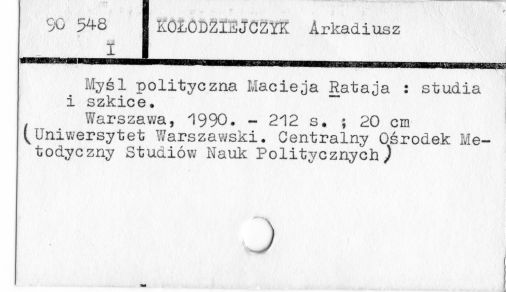 90 548
I
KOŁODZIEJCZYK Arkadiusz
Myśl polityczna Macieja Rataja : studia
i szkice.
Warszawa, 1990. - 212 s. ; 20 cm
(Uniwersytet Warszawski. Centralny Ośrodek Me-
todyczny Studiów Nauk Politycznych)